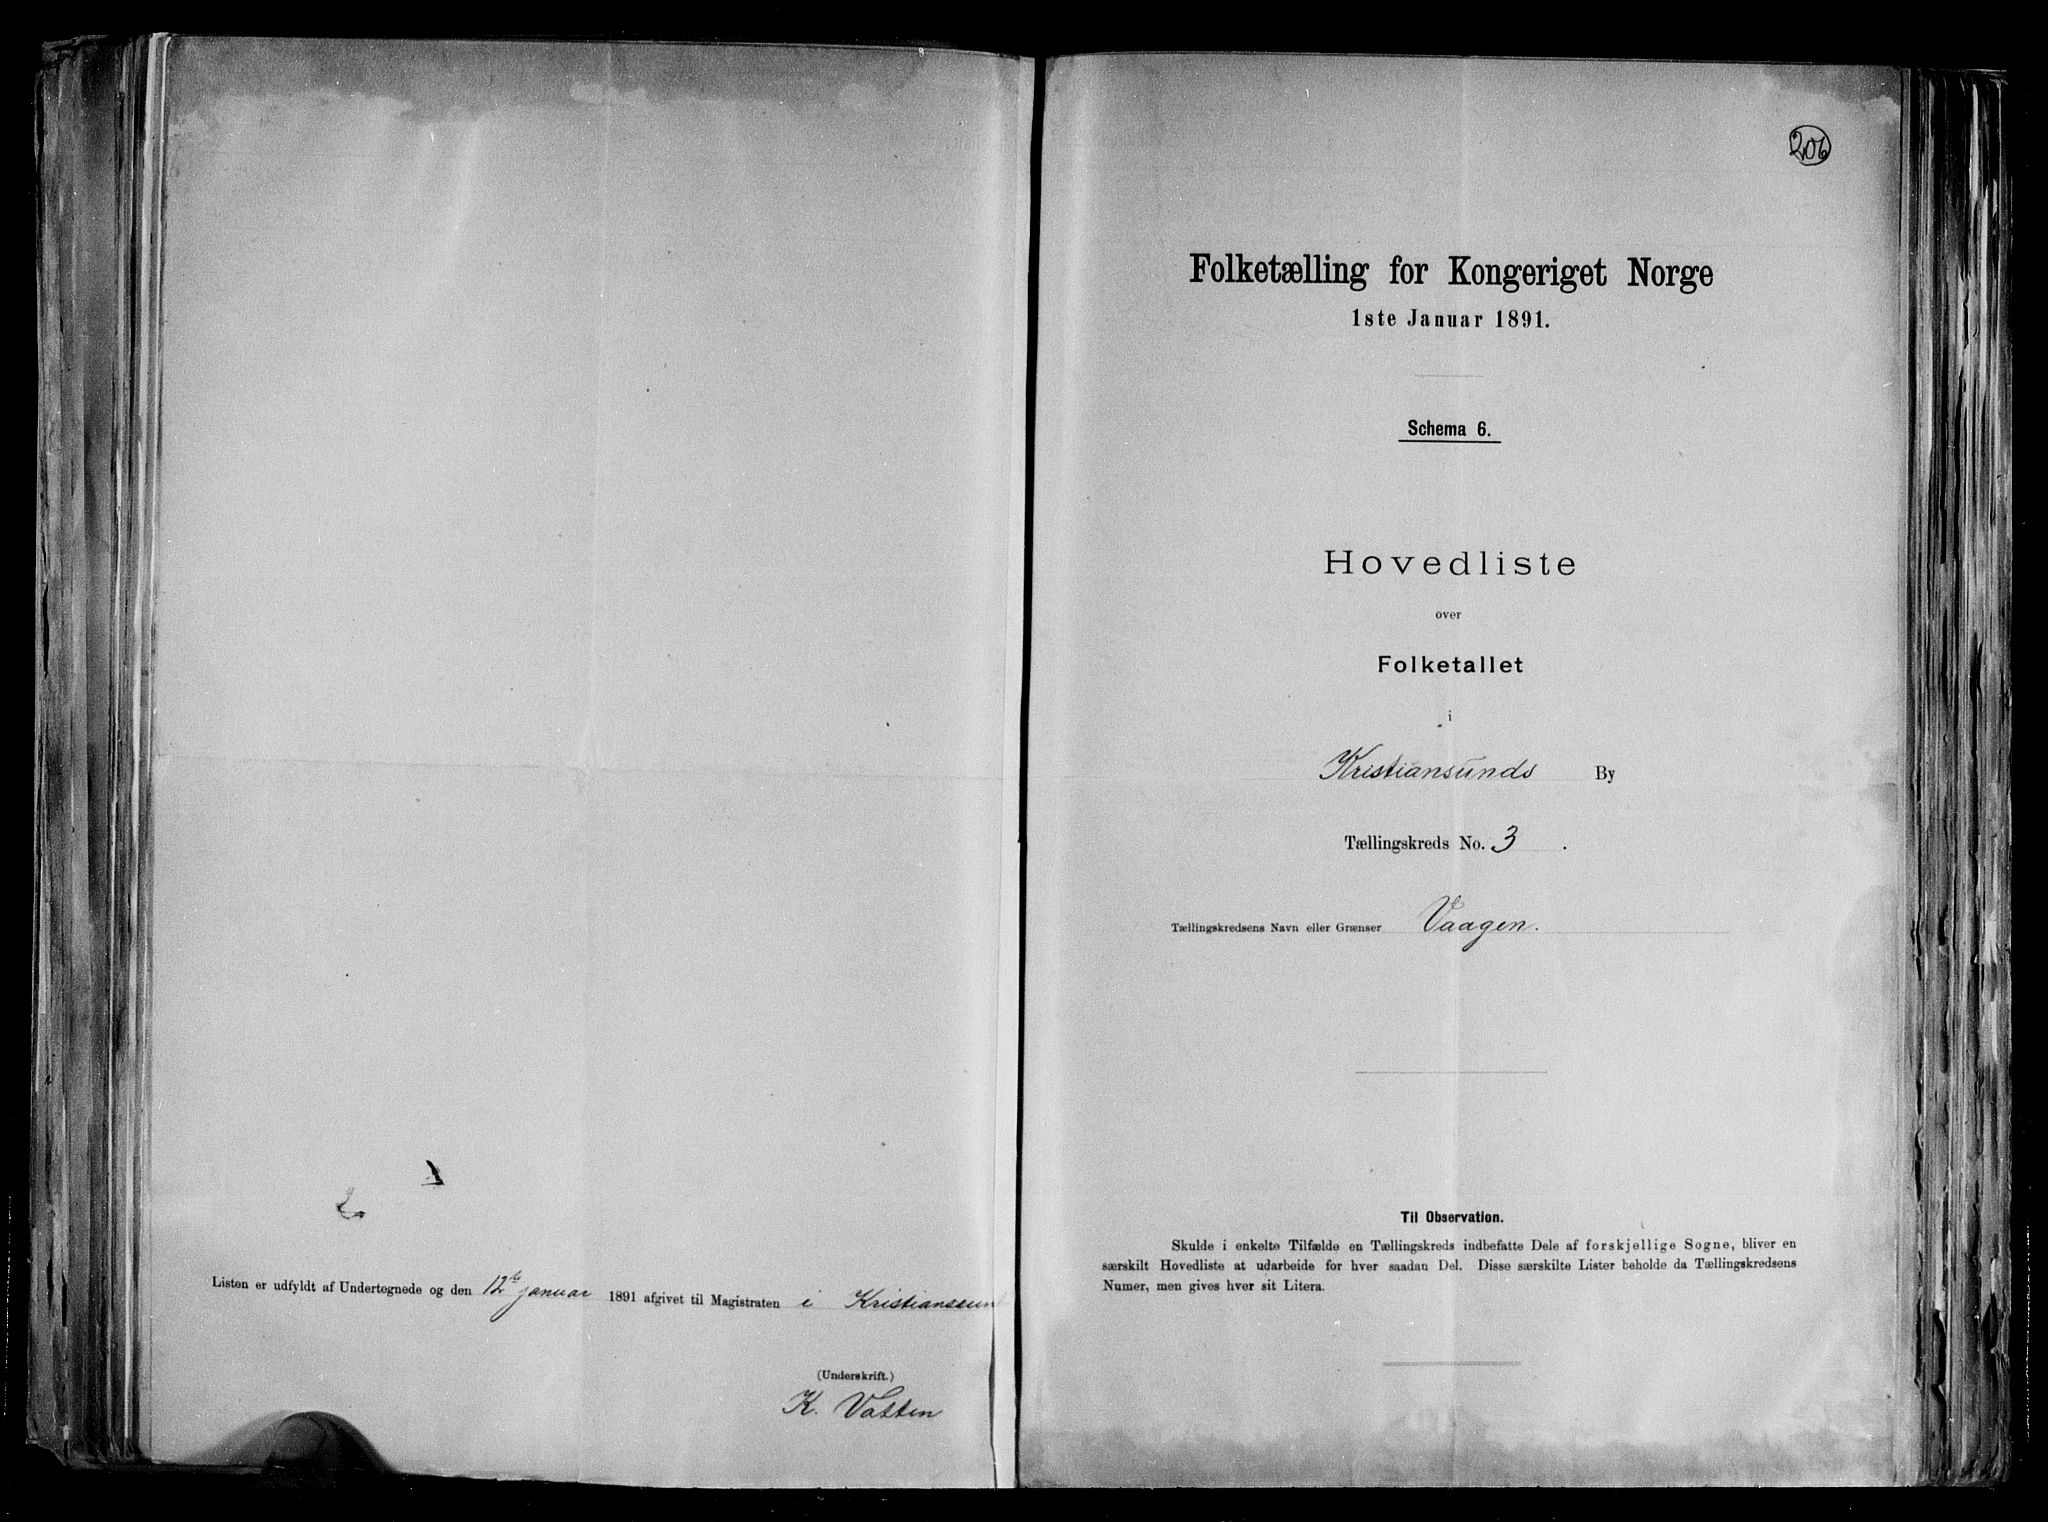 Listen er udfyldt af Undertegnede og den 12te januar 1891 afgivet til Magistraten i Kristianssund
(Underskrift.)
K. Vatten
206
Folketælling for Kongeriget Norge
1ste Januar 1891.
Schema 6.
Hovedliste
over
Folketallet
i
Kristiansunds By
Tællingskreds No. 3.
Tællingskredsens Navn eller Grænser Vaagen.
Til Observation.
Skulde i enkelte Tilfælde en Tællingskreds indbefatte Dele af forskjellige Sogne, bliver en
særskilt Hovedliste at udarbeide for hver saadan Del. Disse særskilte Lister beholde da Tællingskredsens
Numer, men gives hver sit Litera.